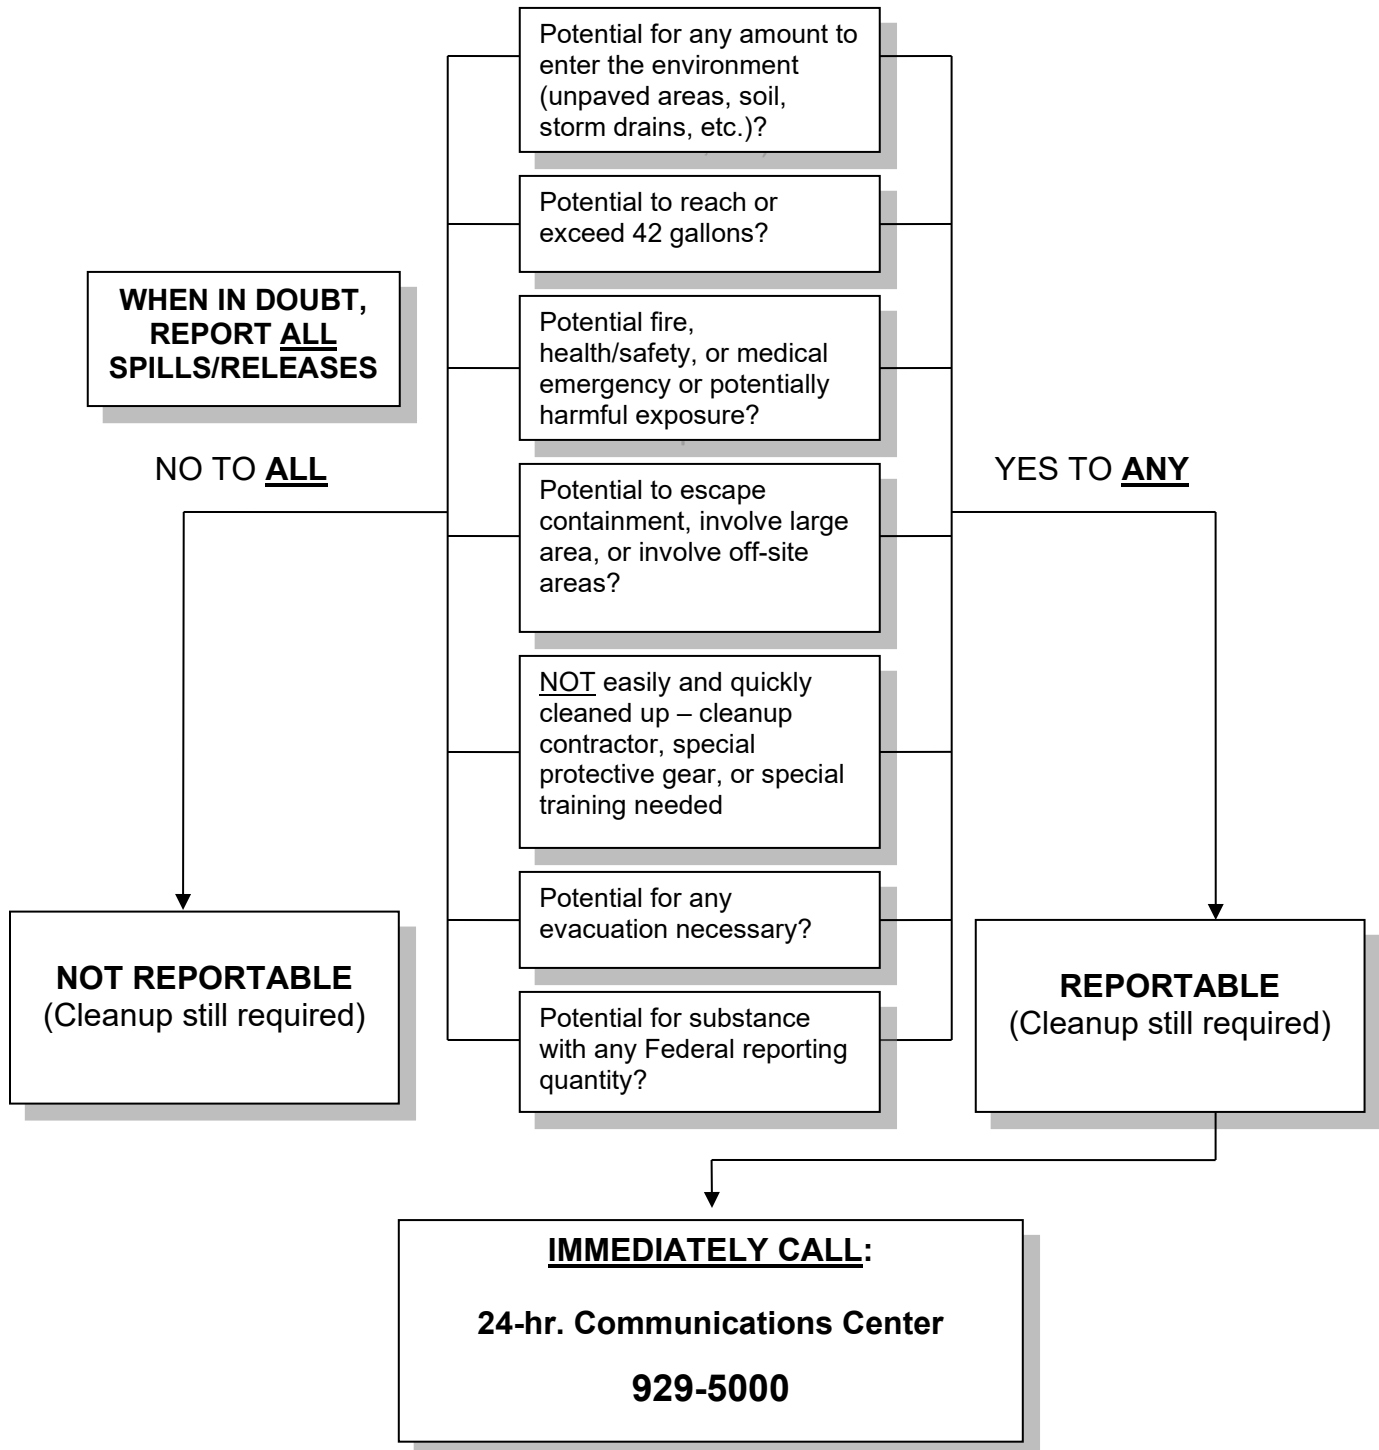 Potential for any amount to
enter the environment
(unpaved areas, soil,
storm drains, etc.)?
Potential to reach or
exceed 42 gallons?
WHEN IN DOUBT,
REPORT ALL
SPILLS/RELEASES
Potential fire,
health/safety, or medical
emergency or potentially
harmful exposure?
NO TO ALL
YES TO ANY
Potential to escape
containment, involve large
area, or involve off-site
areas?
NOT easily and quickly
cleaned up – cleanup
contractor, special
protective gear, or special
training needed
Potential for any
evacuation necessary?
NOT REPORTABLE
(Cleanup still required)
REPORTABLE
(Cleanup still required)
Potential for substance
with any Federal reporting
quantity?
IMMEDIATELY CALL:
24-hr. Communications Center
929-5000